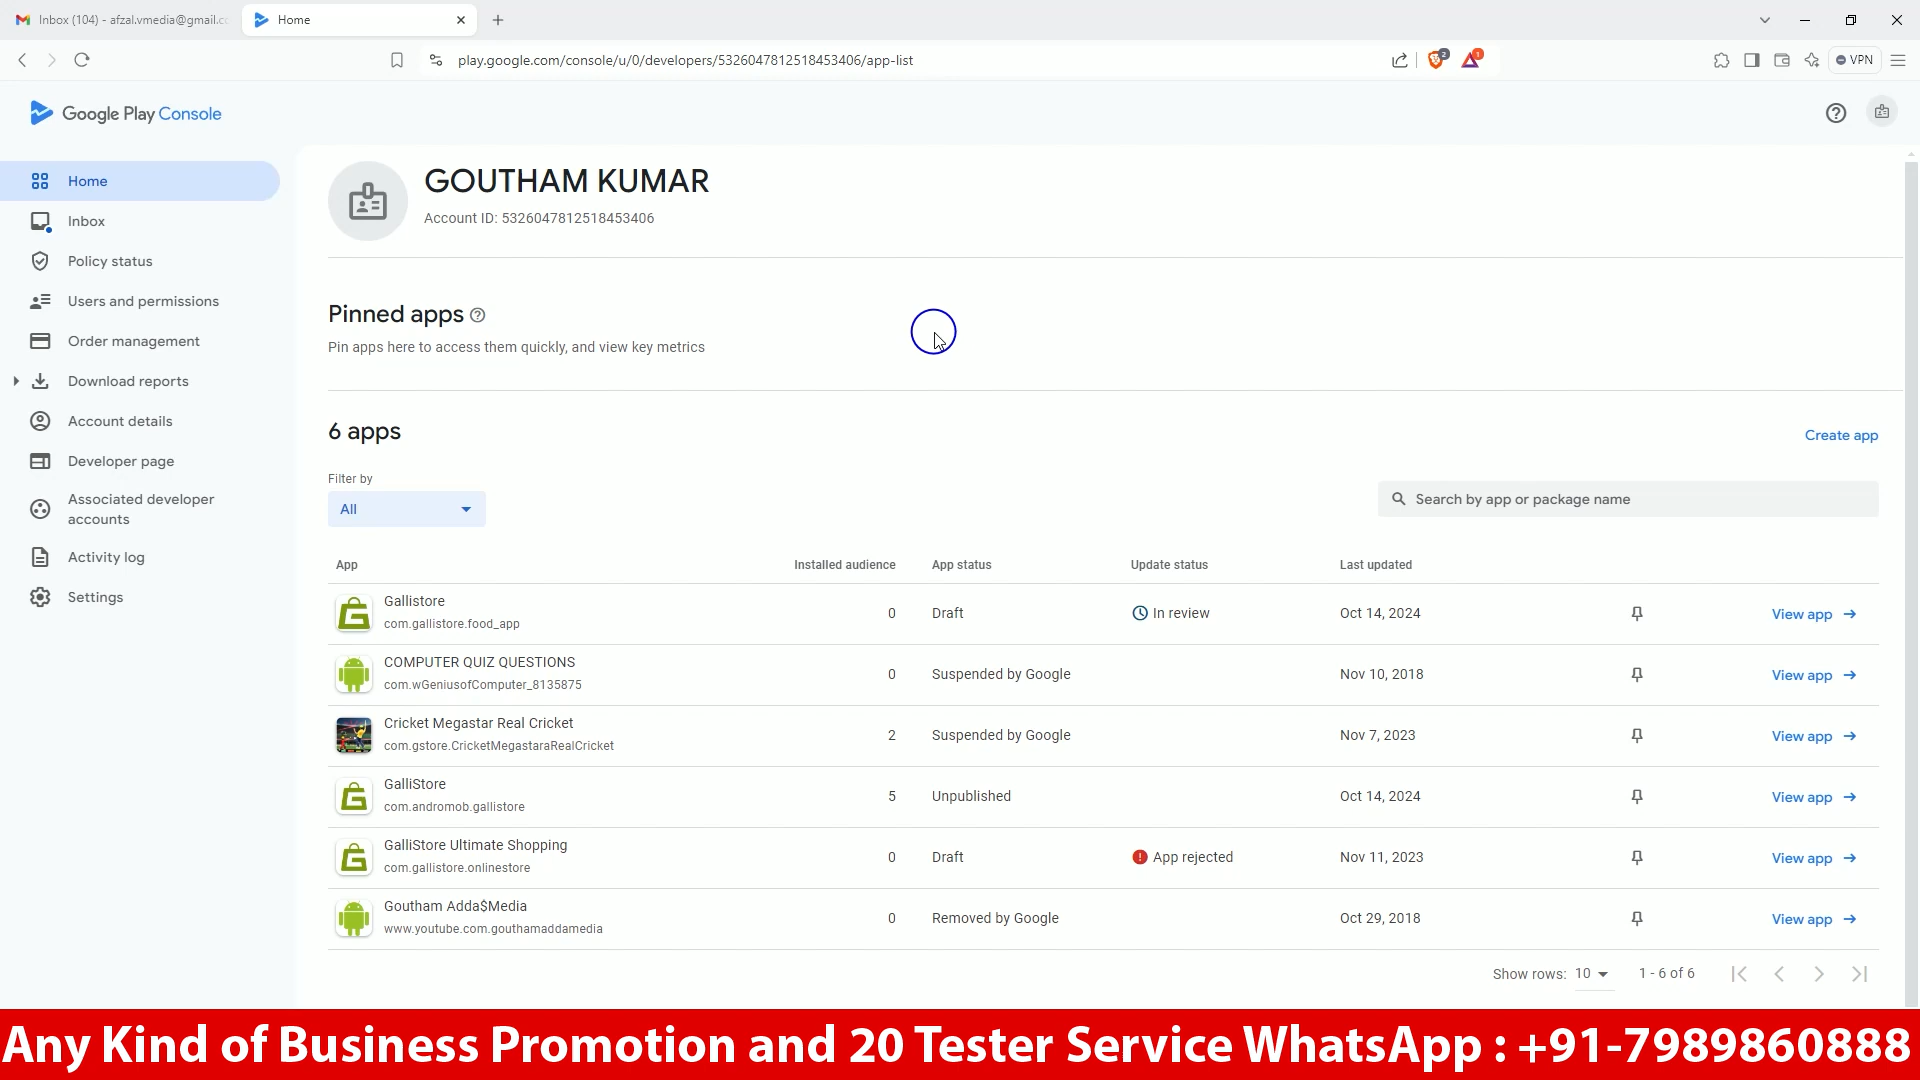 Inbox (104) - afzal.vmedia@gmail.cc
Home
play.google.com/console/u/0/developers/5326047812518453406/app-list
2
1
VPN
Google Play Console
Home
Inbox
Policy status
Users and permissions
Order management
Download reports
Account details
Developer page
Associated developer
accounts
Activity log
Settings
GOUTHAM KUMAR
Account ID: 5326047812518453406
Pinned apps
Pin apps here to access them quickly, and view key metrics
6 apps
Create app
Filter by
All
Search by app or package name
App Installed audience App status Update status Last updated
Gallistore
com.gallistore.food_app
0 Draft In review Oct 14, 2024 View app
COMPUTER QUIZ QUESTIONS
com.wGeniusofComputer_8135875
0 Suspended by Google Nov 10, 2018 View app
Cricket Megastar Real Cricket
com.gstore.CricketMegastaraRealCricket
2 Suspended by Google Nov 7, 2023 View app
GalliStore
com.andromob.gallistore
5 Unpublished Oct 14, 2024 View app
GalliStore Ultimate Shopping
com.gallistore.onlinestore
0 Draft App rejected Nov 11, 2023 View app
Goutham Adda$Media
www.youtube.com.gouthamaddamedia
0 Removed by Google Oct 29, 2018 View app
Show rows: 10 1 - 6 of 6
Any Kind of Business Promotion and 20 Tester Service WhatsApp : +91-7989860888